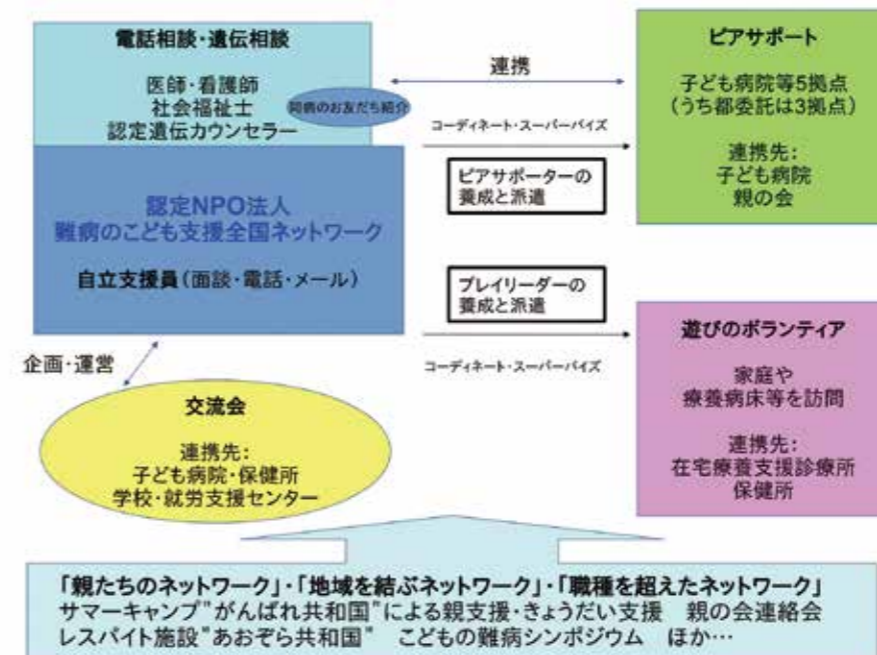 電話相談・遺伝相談
医師・看護師
社会福祉士
認定遺伝カウンセラー
同病のお友だち紹介
認定NPO法人
難病のこども支援全国ネットワーク
自立支援員(面談・電話・メール)
連携
コーディネート・スーパーバイズ
ピアサポーターの
養成と派遣
ピアサポート
子ども病院等5拠点
(うち都委託は3拠点)
連携先:
子ども病院
親の会
プレイリーダーの
養成と派遣
コーディネート・スーパーバイズ
遊びのボランティア
家庭や
療養病床等を訪問
連携先:
在宅療養支援診療所
保健所
企画・運営
交流会
連携先:
子ども病院・保健所
学校・就労支援センター
「親たちのネットワーク」・「地域を結ぶネットワーク」・「職種を超えたネットワーク」
サマーキャンプ"がんばれ共和国"による親支援・きょうだい支援 親の会連絡会
レスパイト施設"あおぞら共和国" こどもの難病シンポジウム ほか…